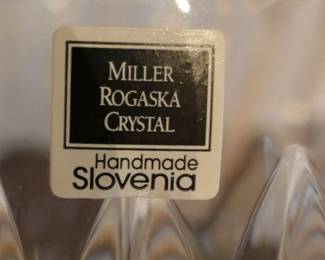 MILLER
ROGASKA
CRYSTAL
Handmade
Slovenia